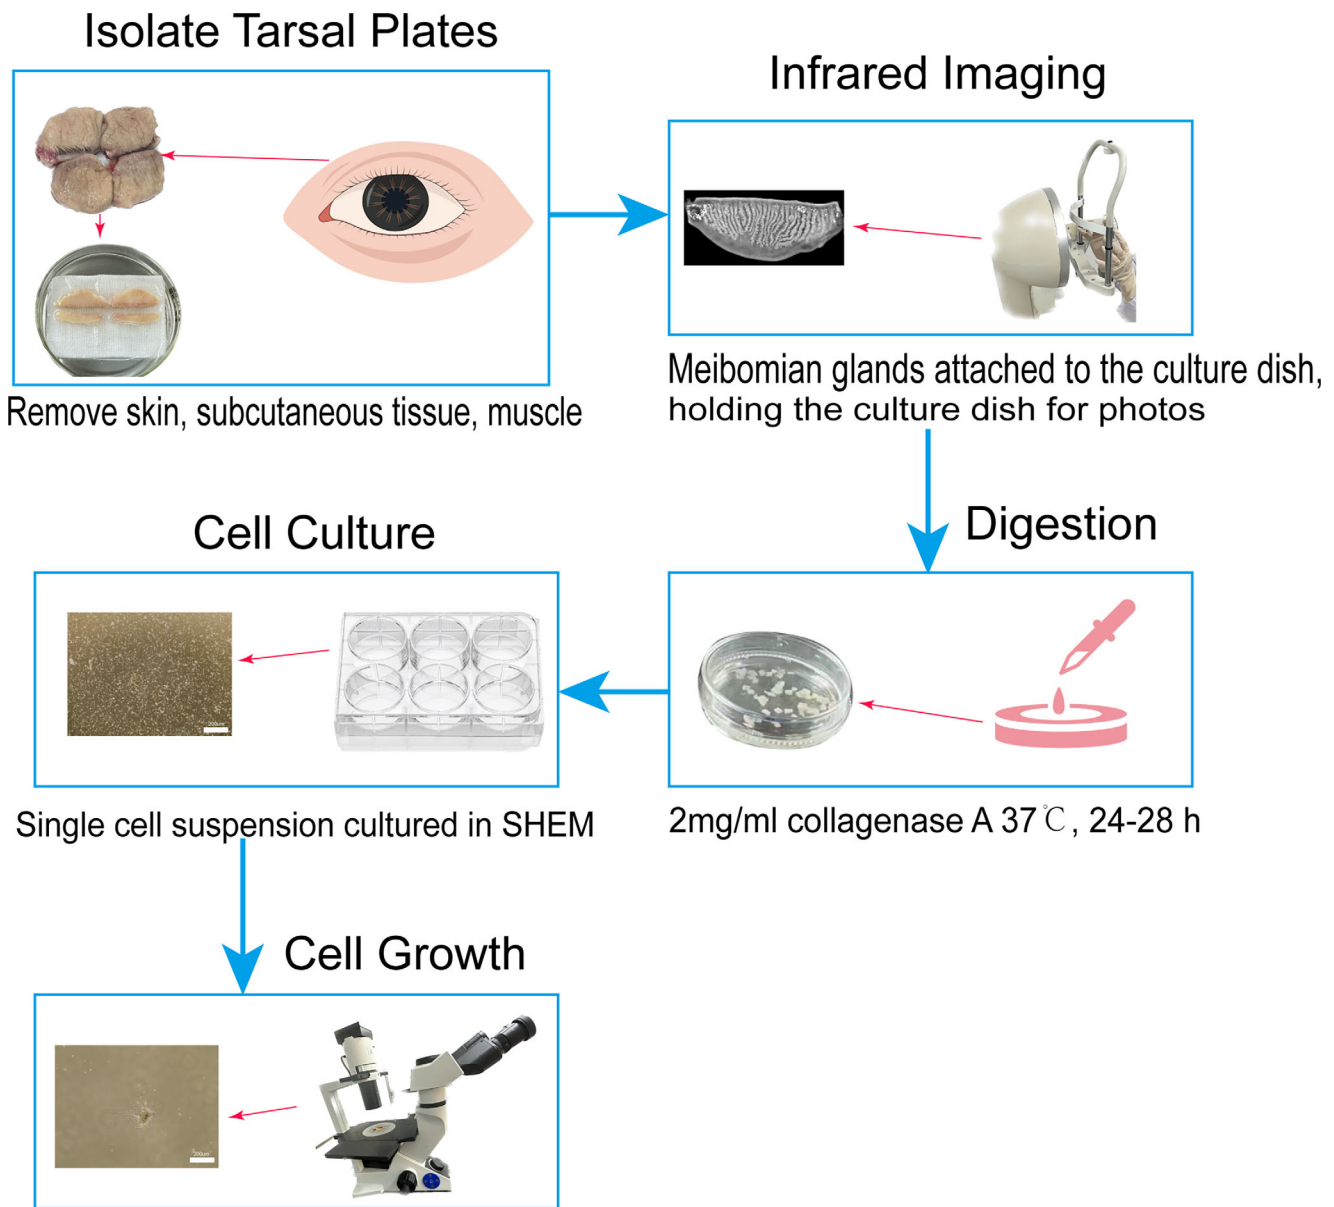 Isolate Tarsal Plates
Infrared Imaging
Remove skin, subcutaneous tissue, muscle
Meibomian glands attached to the culture dish,
holding the culture dish for photos
Cell Culture
Digestion
200um
Single cell suspension cultured in SHEM
2mg/ml collagenase A 37℃, 24-28 h
Cell Growth
200um